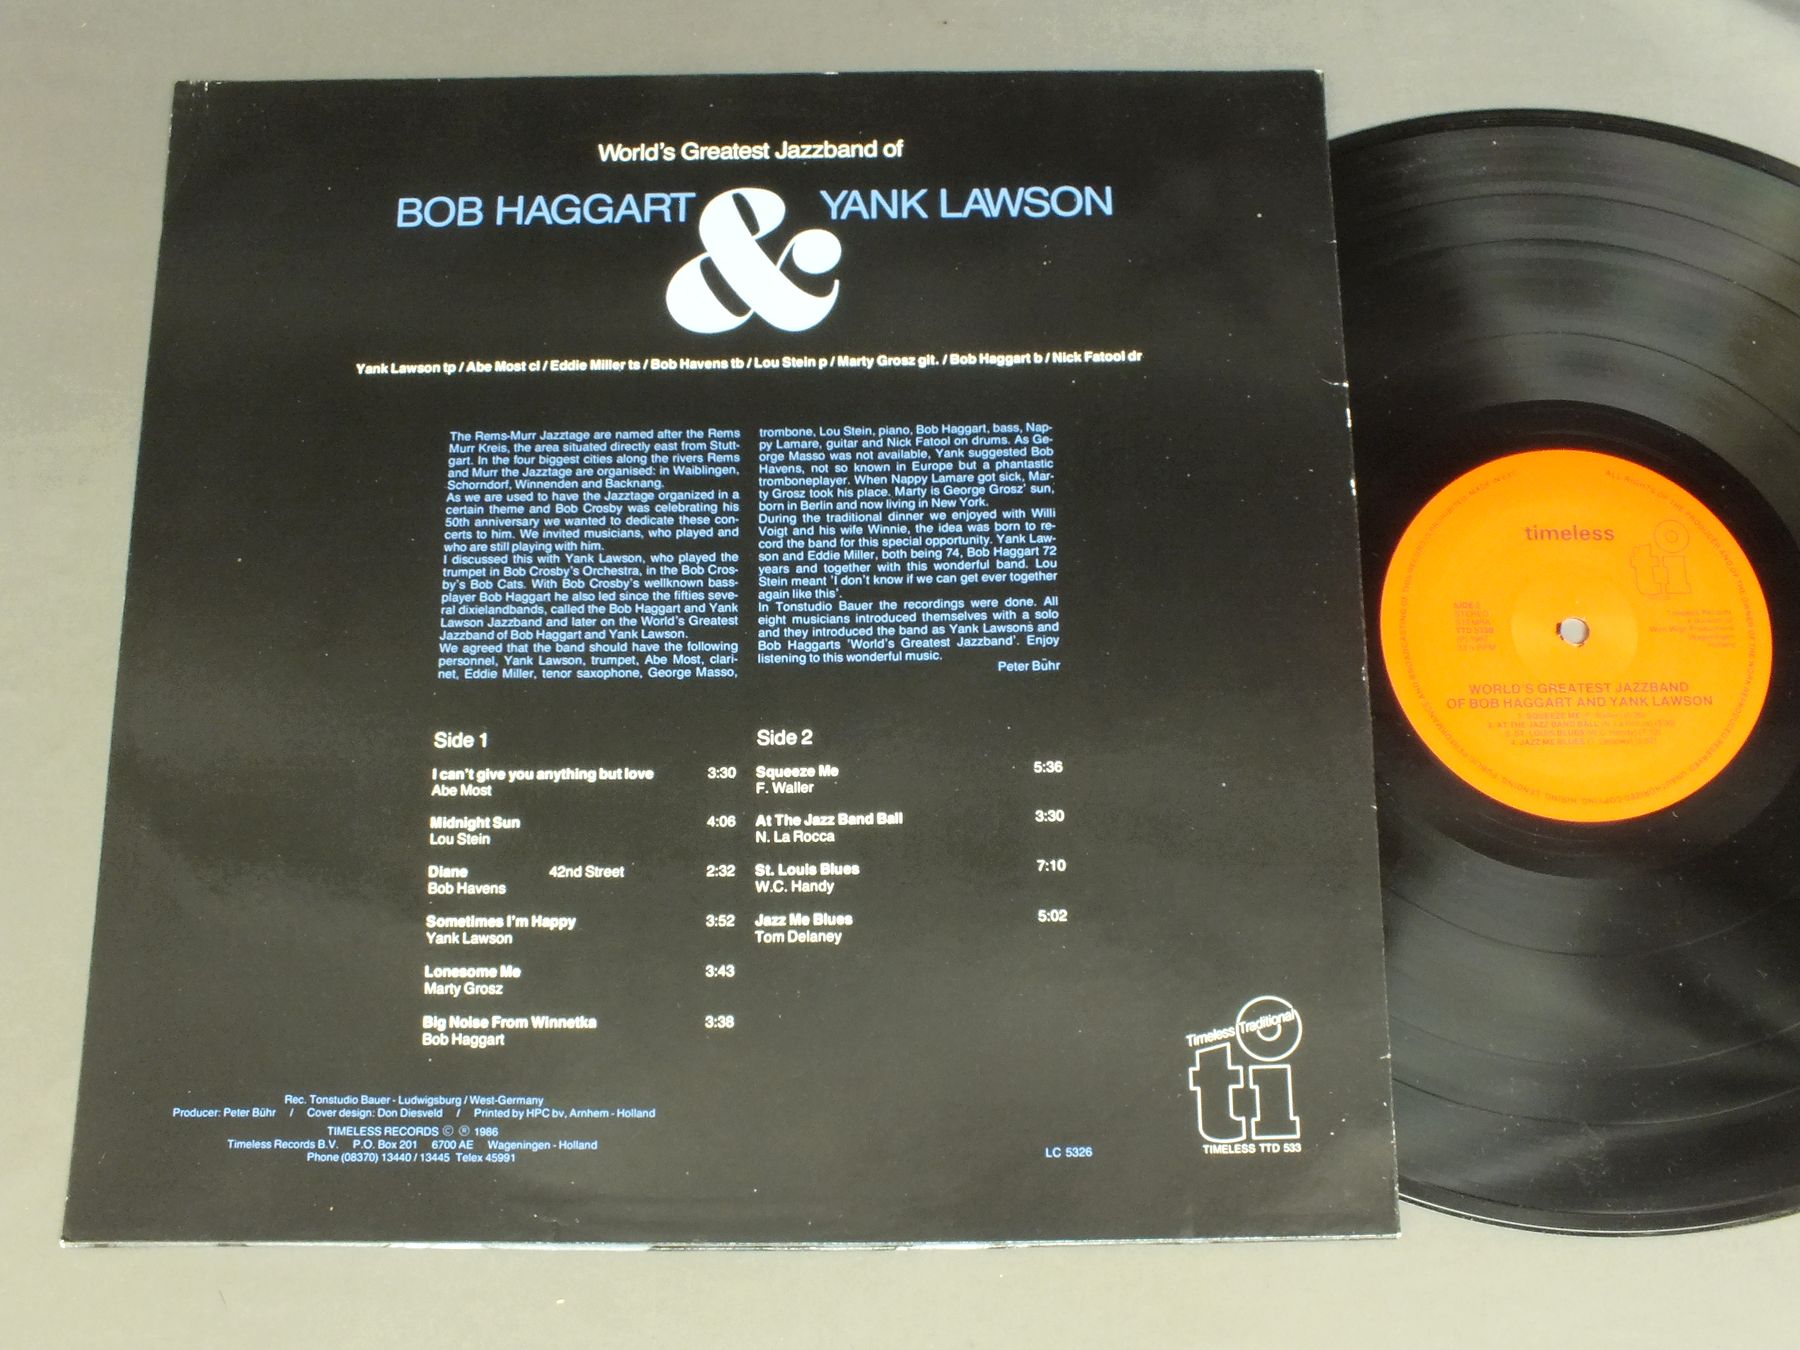 World's Greatest Jazzband of
BOB HAGGART & YANK LAWSON
Yank Lawson tp / Abe Most cl / Eddie Miller ts / Bob Havens tb / Lou Stein p / Marty Grosz git. / Bob Haggart b / Nick Fatool dr
The Rems-Murr Jazztage are named after the Rems
Murr Kreis, the area situated directly east from Stutt-
gart. In the four biggest cities along the rivers Rems
and Murr the Jazztage are organised: in Waiblingen,
Schorndorf, Winnenden and Backnang.
As we are used to have the Jazztage organized in a
certain theme and Bob Crosby was celebrating his
50th anniversary we wanted to dedicate these con-
certs to him. We invited musicians, who played and
who are still playing with him.
I discussed this with Yank Lawson, who played the
trumpet in Bob Crosby's Orchestra, in the Bob Cros-
by's Bob Cats. With Bob Crosby's wellknown bass-
player Bob Haggart he also led since the fifties seve-
ral dixielandbands, called the Bob Haggart and Yank
Lawson Jazzband and later on the World's Greatest
Jazzband of Bob Haggart and Yank Lawson.
We agreed that the band should have the following
personnel, Yank Lawson, trumpet, Abe Most, clari-
net, Eddie Miller, tenor saxophone, George Masso,
trombone, Lou Stein, piano, Bob Haggart, bass, Nap-
py Lamare, guitar and Nick Fatool on drums. As Ge-
orge Masso was not available, Yank suggested Bob
Havens, not so known in Europe but a phantastic
tromboneplayer. When Nappy Lamare got sick, Mar-
ty Grosz took his place. Marty is George Grosz' sun,
born in Berlin and now living in New York.
During the traditional dinner we enjoyed with Willi
Voigt and his wife Winnie, the idea was born to re-
cord the band for this special opportunity. Yank Law-
son and Eddie Miller, both being 74, Bob Haggart 72
years and together with this wonderful band. Lou
Stein meant 'I don't know if we can get ever together
again like this'.
In Tonstudio Bauer the recordings were done. All
eight musicians introduced themselves with a solo
and they introduced the band as Yank Lawsons and
Bob Haggarts 'World's Greatest Jazzband'. Enjoy
listening to this wonderful music.
Peter Bühr
Side 1
I can't give you anything but love 3:30
Abe Most
Midnight Sun 4:06
Lou Stein
Diane 42nd Street 2:32
Bob Havens
Sometimes I'm Happy 3:52
Yank Lawson
Lonesome Me 3:43
Marty Grosz
Big Noise From Winnetka 3:38
Bob Haggart
Side 2
Squeeze Me 5:36
F. Waller
At The Jazz Band Ball 3:30
N. La Rocca
St. Louis Blues 7:10
W.C. Handy
Jazz Me Blues 5:02
Tom Delaney
Rec. Tonstudio Bauer - Ludwigsburg / West-Germany
Producer: Peter Bühr / Cover design: Don Diesveld / Printed by HPC bv, Arnhem - Holland
TIMELESS RECORDS © ℗ 1986
Timeless Records B.V. P.O. Box 201 6700 AE Wageningen - Holland
Phone (08370) 13440 / 13445 Telex 45991
LC 5326
Timeless Traditional
ti
TIMELESS TTD 533
timeless
ti
SIDE 2
STEREO
STEMRA
WORLD'S GREATEST JAZZBAND
OF BOB HAGGART AND YANK LAWSON
1. SQUEEZE ME
2. AT THE JAZZ BAND BALL
3. ST. LOUIS BLUES
4. JAZZ ME BLUES